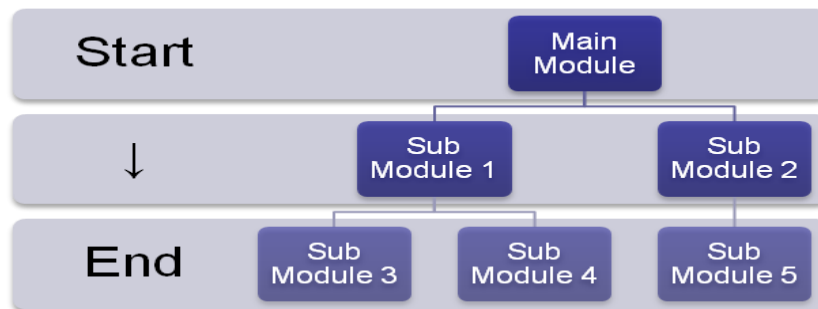 Start
Main
Module
↓
Sub
Module 1
Sub
Module 2
End
Sub
Module 3
Sub
Module 4
Sub
Module 5